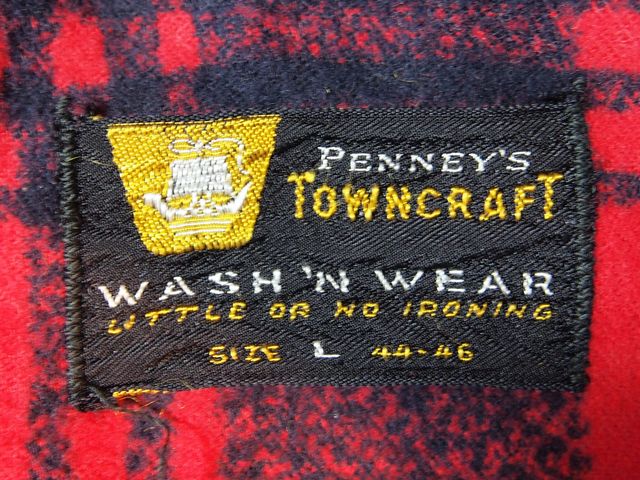 PENNEY'S
TOWNCRAFT
WASH 'N WEAR
LITTLE OR NO IRONING
SIZE L 44-46